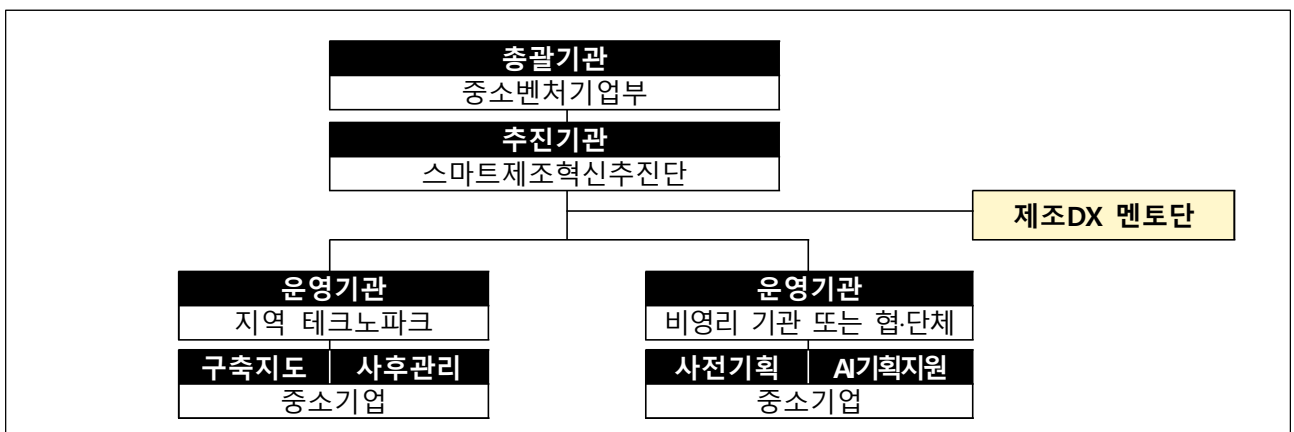 총괄기관
중소벤처기업부
추진기관
스마트제조혁신추진단
제조DX 멘토단
운영기관
지역 테크노파크
구축지도 사후관리
중소기업
운영기관
비영리 기관 또는 협·단체
사전기획 AI기획지원
중소기업